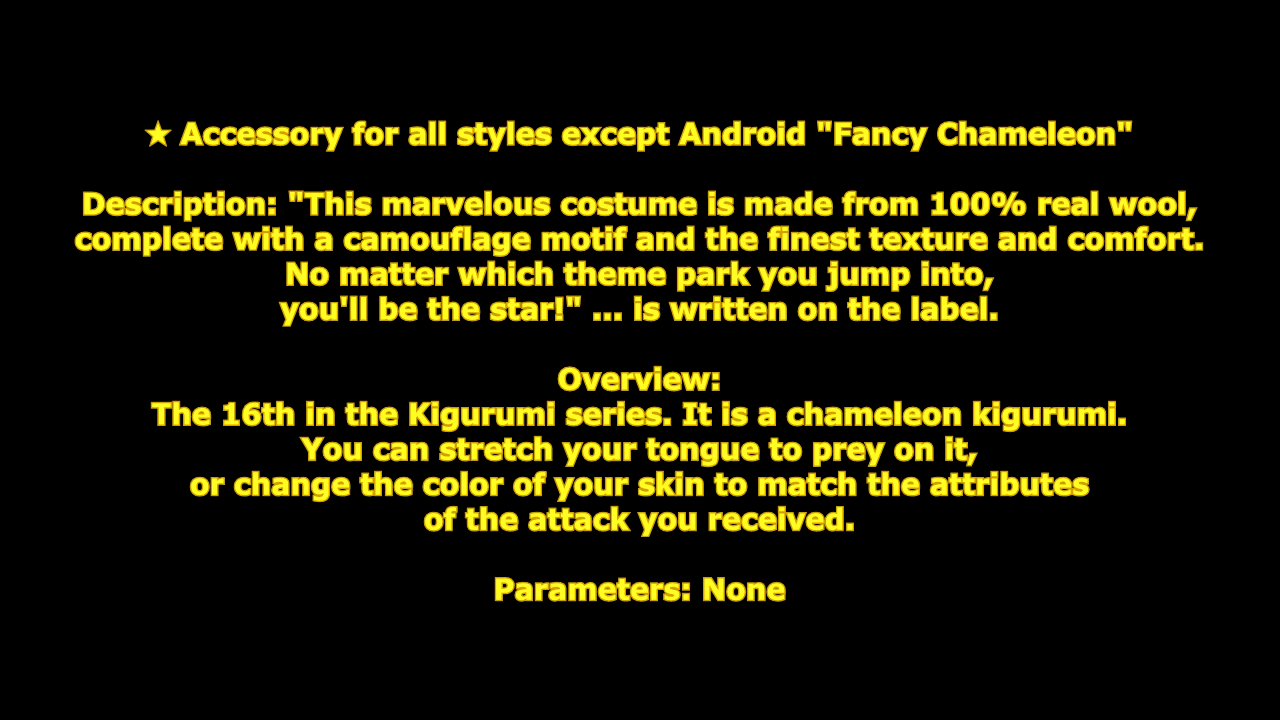 ★ Accessory for all styles except Android "Fancy Chameleon"
Description: "This marvelous costume is made from 100% real wool,
complete with a camouflage motif and the finest texture and comfort.
No matter which theme park you jump into,
you'll be the star!" ... is written on the label.
Overview:
The 16th in the Kigurumi series. It is a chameleon kigurumi.
You can stretch your tongue to prey on it,
or change the color of your skin to match the attributes
of the attack you received.
Parameters: None